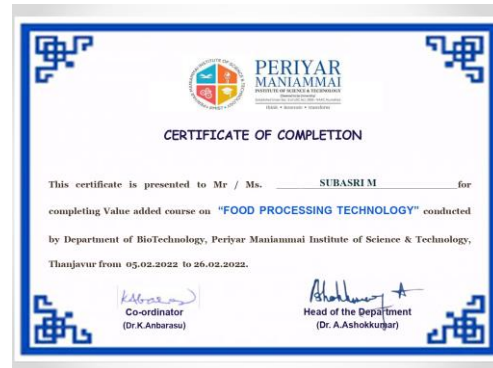 PERIYAR
MANIAMMAI
INSTITUTE OF SCIENCE & TECHNOLOGY
CERTIFICATE OF COMPLETION
This certificate is presented to Mr / Ms. SUBASRI M for
completing Value added course on "FOOD PROCESSING TECHNOLOGY" conducted
by Department of BioTechnology, Periyar Maniammai Institute of Science & Technology,
Thanjavur from 05.02.2022 to 26.02.2022.
Co-ordinator
(Dr.K.Anbarasu)
Head of the Department
(Dr. A.Ashokkumar)